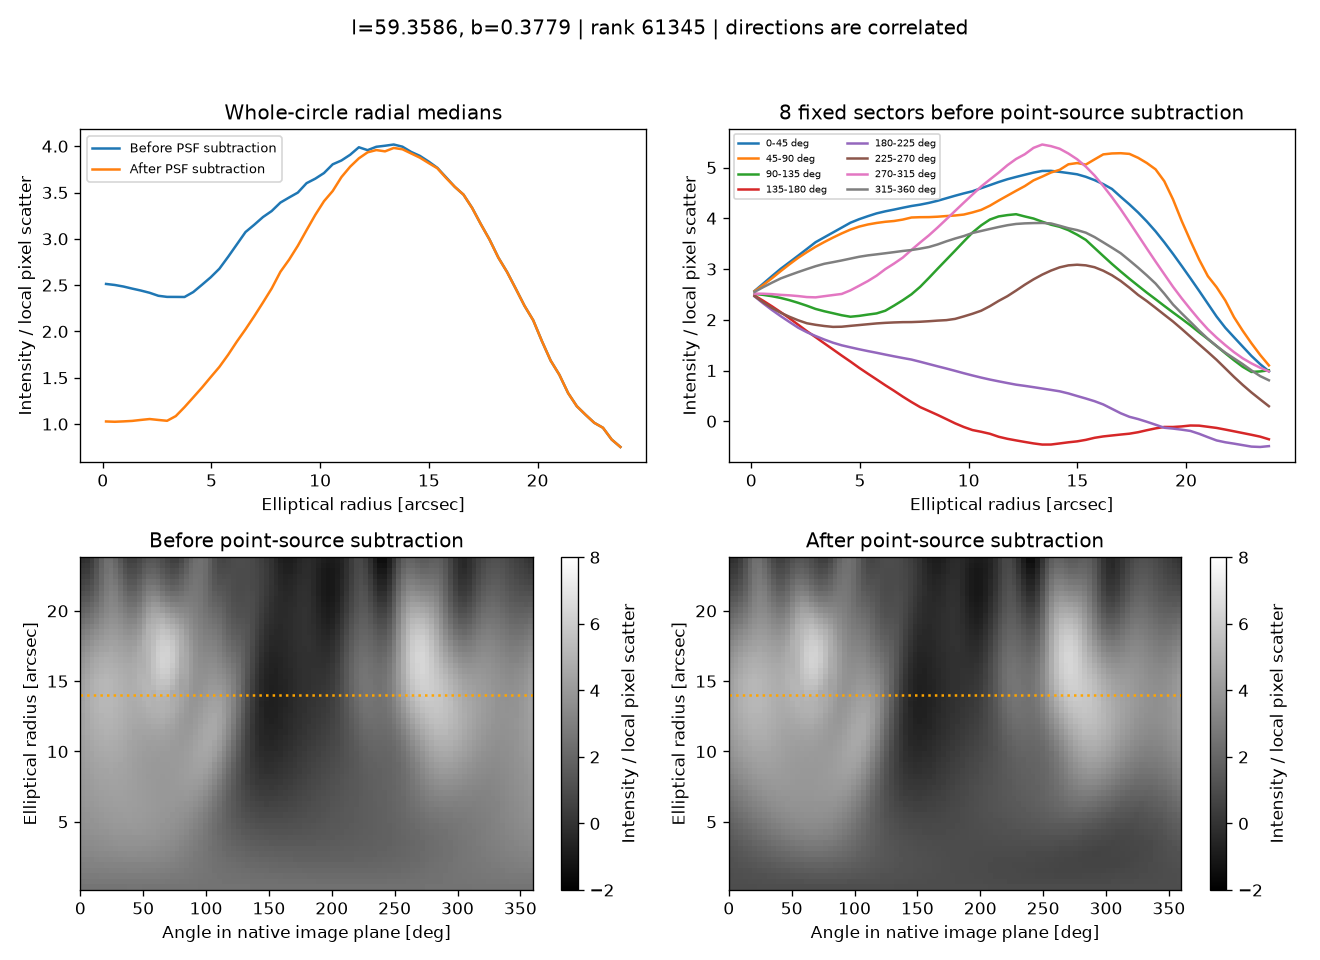 l=59.3586, b=0.3779 | rank 61345 | directions are correlated
Whole-circle radial medians
Before PSF subtraction
After PSF subtraction
4.0
3.5
3.0
2.5
2.0
1.5
1.0
Intensity / local pixel scatter
0 5 10 15 20
Elliptical radius [arcsec]
8 fixed sectors before point-source subtraction
0-45 deg
45-90 deg
90-135 deg
135-180 deg
180-225 deg
225-270 deg
270-315 deg
315-360 deg
5
4
3
2
1
0
Intensity / local pixel scatter
0 5 10 15 20
Elliptical radius [arcsec]
Before point-source subtraction
20
15
10
5
Elliptical radius [arcsec]
0 50 100 150 200 250 300 350
Angle in native image plane [deg]
8
6
4
2
0
−2
Intensity / local pixel scatter
After point-source subtraction
20
15
10
5
Elliptical radius [arcsec]
0 50 100 150 200 250 300 350
Angle in native image plane [deg]
8
6
4
2
0
−2
Intensity / local pixel scatter